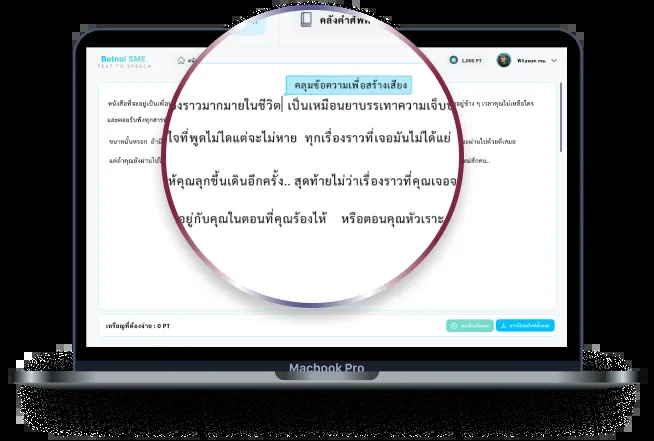 คลังคำศัพท์
Botnoi SME
TEXT TO SPEECH
1,000 PT
Wilawan ma.
คลุมข้อความเพื่อสร้างเสียง
หนังสือที่จะอยู่เป็นเพื่อน
งราวมากมายในชีวิต เป็นเหมือนยาบรรเทาความเจ็บป
อยู่ข้าง ๆ เวลาคุณไม่เหลือใคร
และคอยรับฟังทุกสาร
ใจที่พูดไม่ได้แต่จะไม่หาย ทุกเรื่องราวที่เจอมันไม่ได้แย่
ขนาดนั้นหรอก
จะผ่านไปด้วยดีเสมอ
แต่ถ้าคุณยังผ่านไปไ
ห้คุณลุกขึ้นเดินอีกครั้ง.. สุดท้ายไม่ว่าเรื่องราวที่คุณเจอจ
อยู่กับคุณในตอนที่คุณร้องไห้ หรือตอนคุณหัวเราะ
เหรียญที่ต้องจ่าย : 0 PT
Macbook Pro